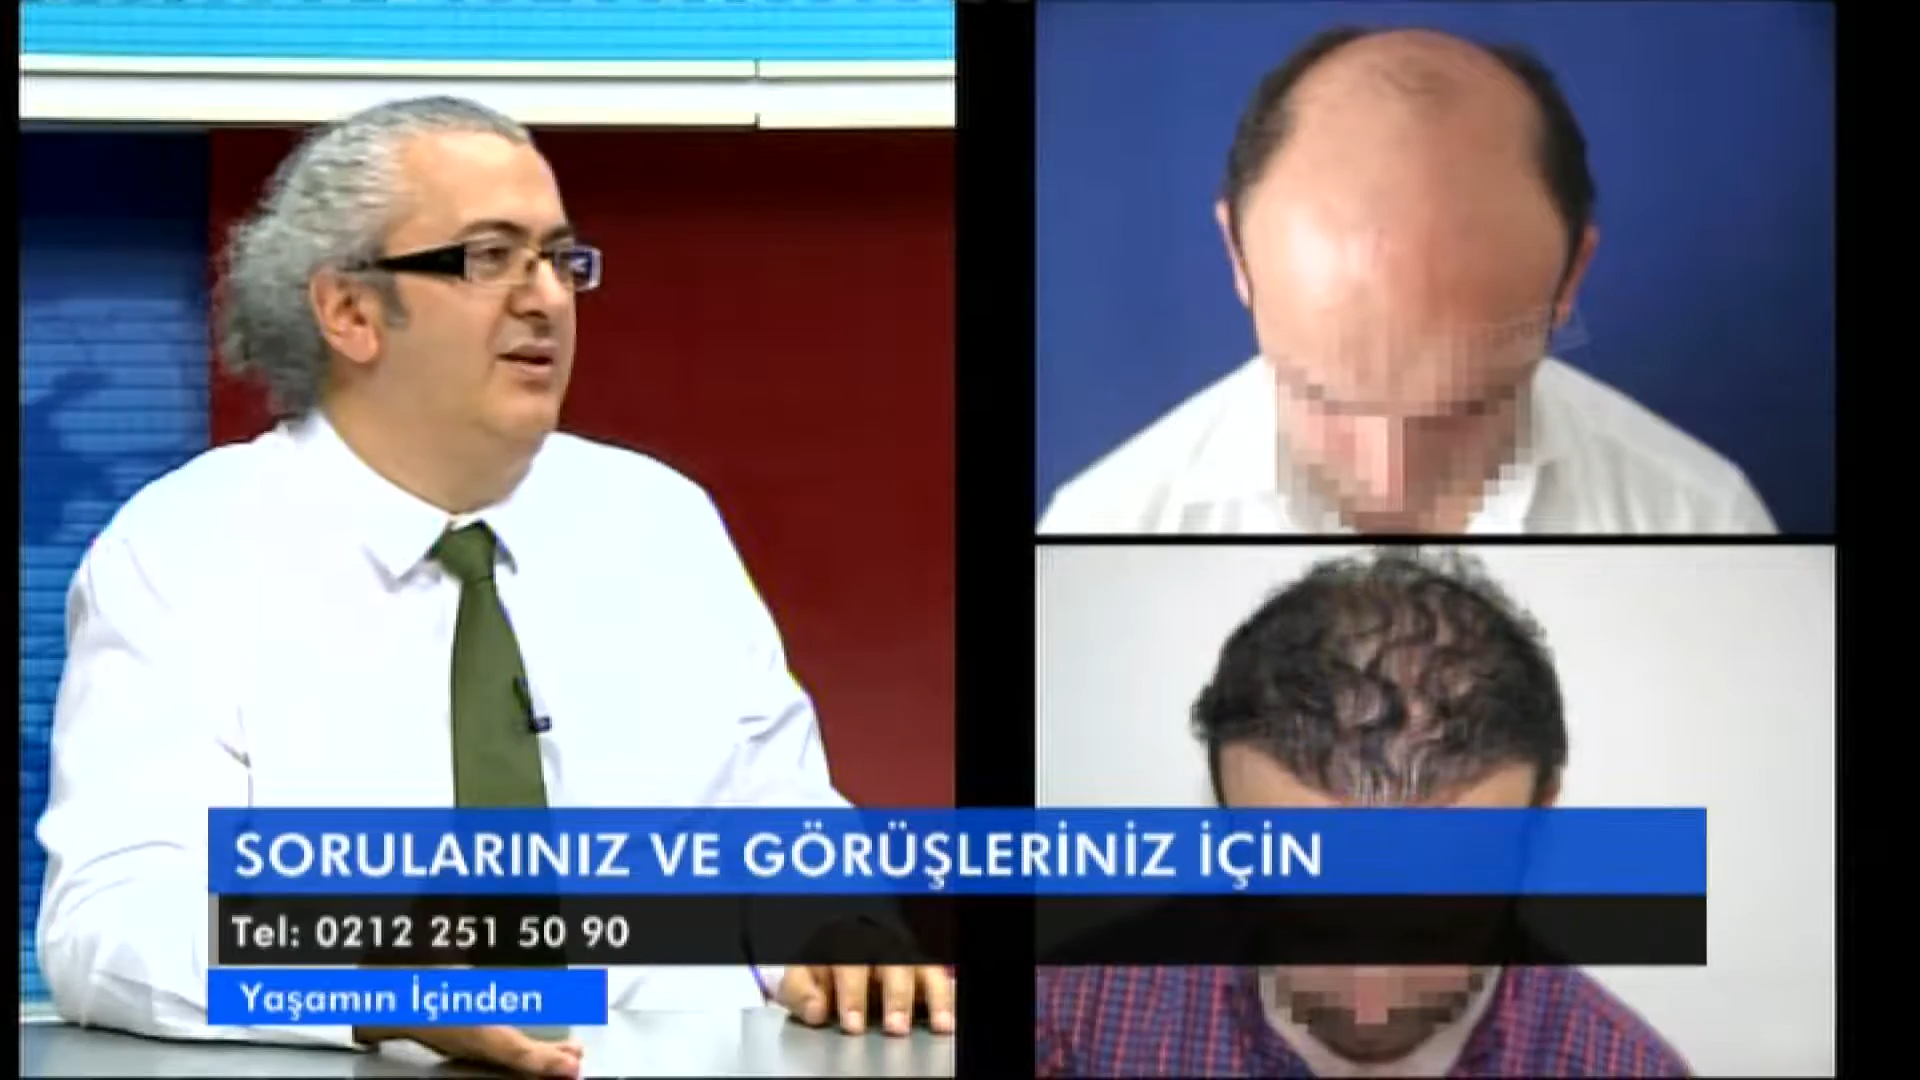 SORULARINIZ VE GÖRÜŞLERİNİZ İÇİN
Tel: 0212 251 50 90
Yaşamın İçinden